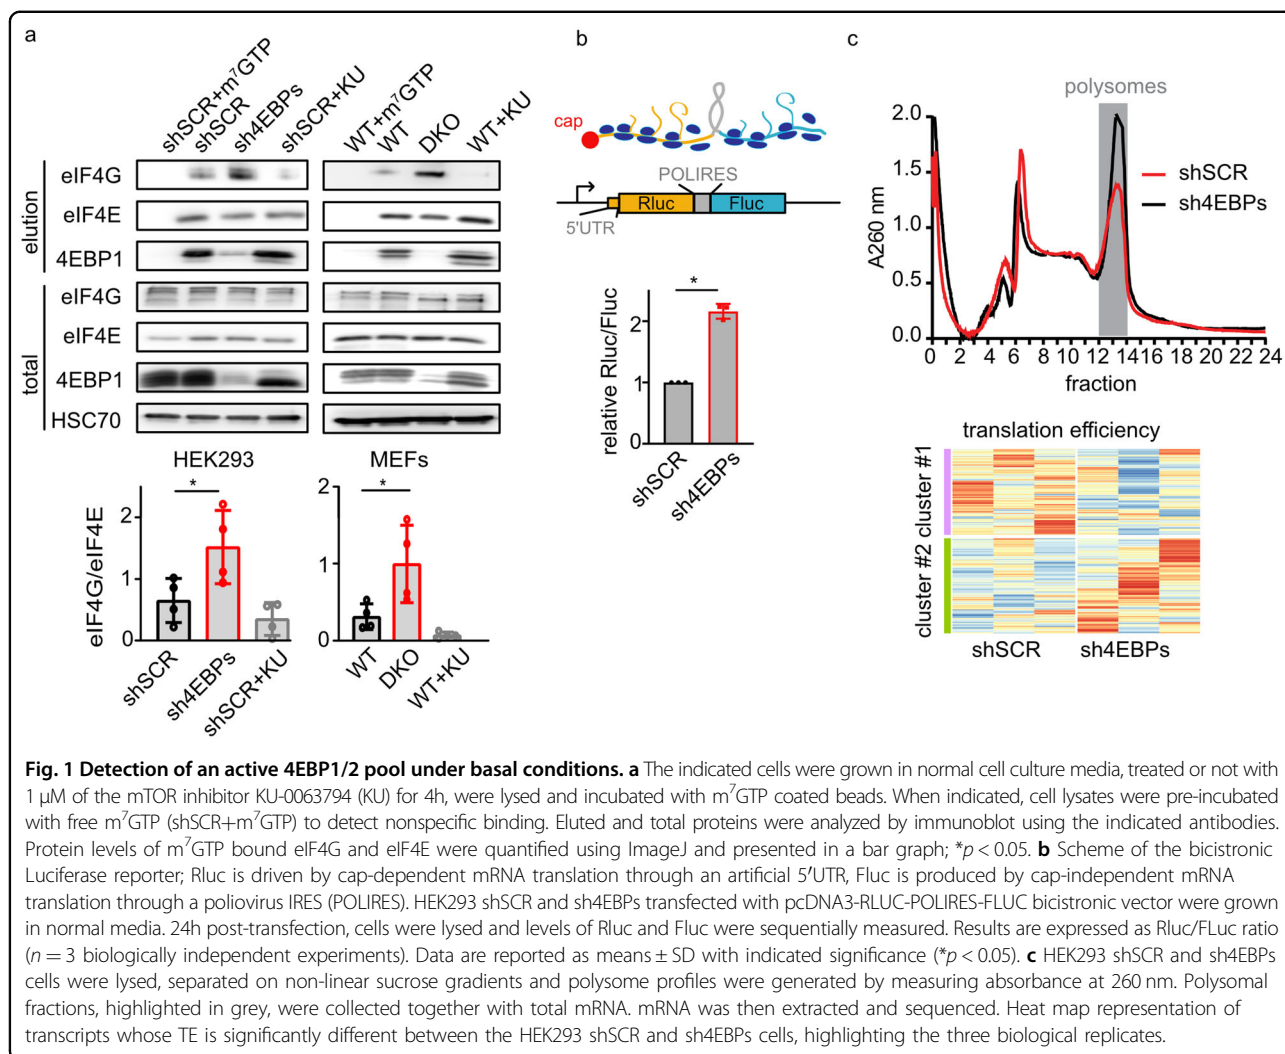 a
shSCR+m⁷GTP
shSCR
sh4EBPs
shSCR+KU
WT+m⁷GTP
WT
DKO
WT+KU
elution
eIF4G
eIF4E
4EBP1
total
eIF4G
eIF4E
4EBP1
HSC70
HEK293
MEFs
eIF4G/eIF4E
2
1
0
*
shSCR
sh4EBPs
shSCR+KU
2
1
0
*
WT
DKO
WT+KU
b
cap
POLIRES
Rluc
Fluc
5'UTR
relative Rluc/Fluc
2
1
0
*
shSCR
sh4EBPs
c
polysomes
A260 nm
2.0
1.5
1.0
0.5
0.0
shSCR
sh4EBPs
0 2 4 6 8 10 12 14 16 18 20 22 24
fraction
translation efficiency
cluster #1
cluster #2
shSCR
sh4EBPs
Fig. 1 Detection of an active 4EBP1/2 pool under basal conditions. a The indicated cells were grown in normal cell culture media, treated or not with
1 µM of the mTOR inhibitor KU-0063794 (KU) for 4h, were lysed and incubated with m⁷GTP coated beads. When indicated, cell lysates were pre-incubated
with free m⁷GTP (shSCR+m⁷GTP) to detect nonspecific binding. Eluted and total proteins were analyzed by immunoblot using the indicated antibodies.
Protein levels of m⁷GTP bound eIF4G and eIF4E were quantified using ImageJ and presented in a bar graph; *p < 0.05. b Scheme of the bicistronic
Luciferase reporter; Rluc is driven by cap-dependent mRNA translation through an artificial 5′UTR, Fluc is produced by cap-independent mRNA
translation through a poliovirus IRES (POLIRES). HEK293 shSCR and sh4EBPs transfected with pcDNA3-RLUC-POLIRES-FLUC bicistronic vector were grown
in normal media. 24h post-transfection, cells were lysed and levels of Rluc and Fluc were sequentially measured. Results are expressed as Rluc/FLuc ratio
(n = 3 biologically independent experiments). Data are reported as means ± SD with indicated significance (*p < 0.05). c HEK293 shSCR and sh4EBPs
cells were lysed, separated on non-linear sucrose gradients and polysome profiles were generated by measuring absorbance at 260 nm. Polysomal
fractions, highlighted in grey, were collected together with total mRNA. mRNA was then extracted and sequenced. Heat map representation of
transcripts whose TE is significantly different between the HEK293 shSCR and sh4EBPs cells, highlighting the three biological replicates.